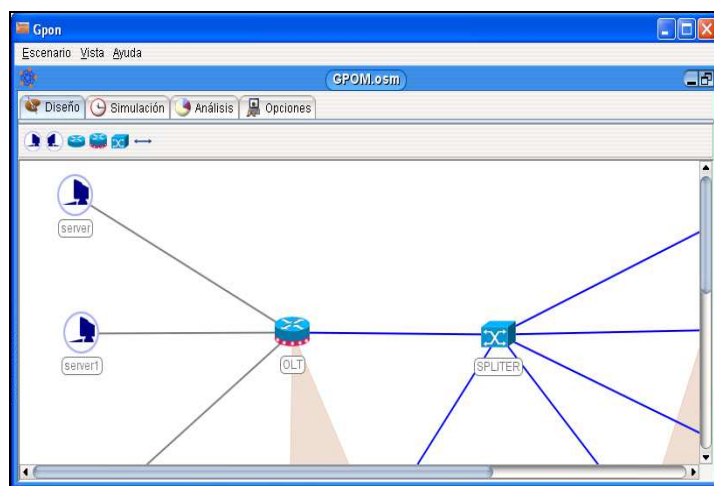 Gpon
Escenario Vista Ayuda
GPOM.osm
Diseño Simulación Análisis Opciones
server
server1
OLT
SPLITER